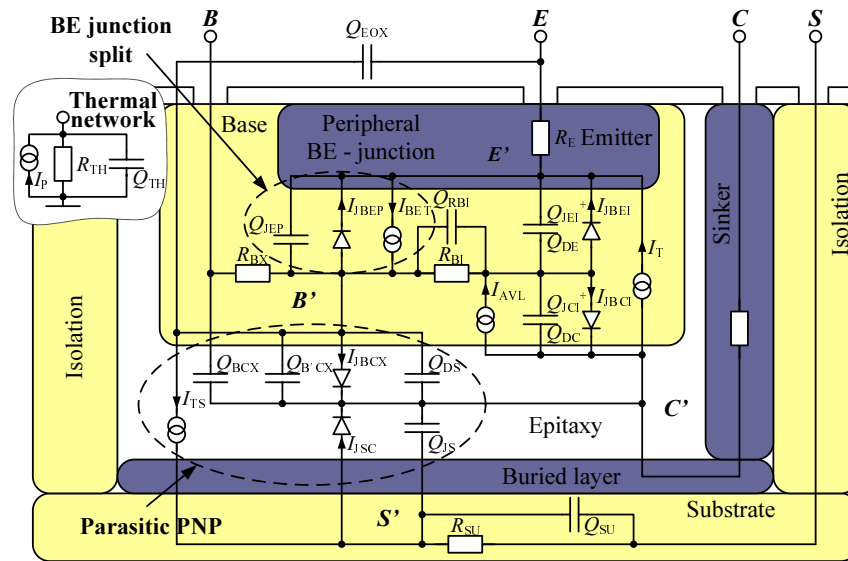 B E C S
BE junction
split
Q_EOX
Thermal
network
I_P R_TH Q_TH
Base
Peripheral
BE - junction
E'
R_E Emitter
Sinker
Isolation
Isolation
Q_JEP I_JBEP I_BET Q_RBI
Q_JEI I_JBEI
Q_DE
I_T
R_BX R_BI
B'
I_AVL
Q_JCI I_JBCI
Q_DC
Q_BCX Q_B'CX I_JBCX Q_DS
I_TS
Epitaxy
C'
I_JSC Q_JS
Buried layer
Parasitic PNP
S'
Substrate
R_SU Q_SU
+
+